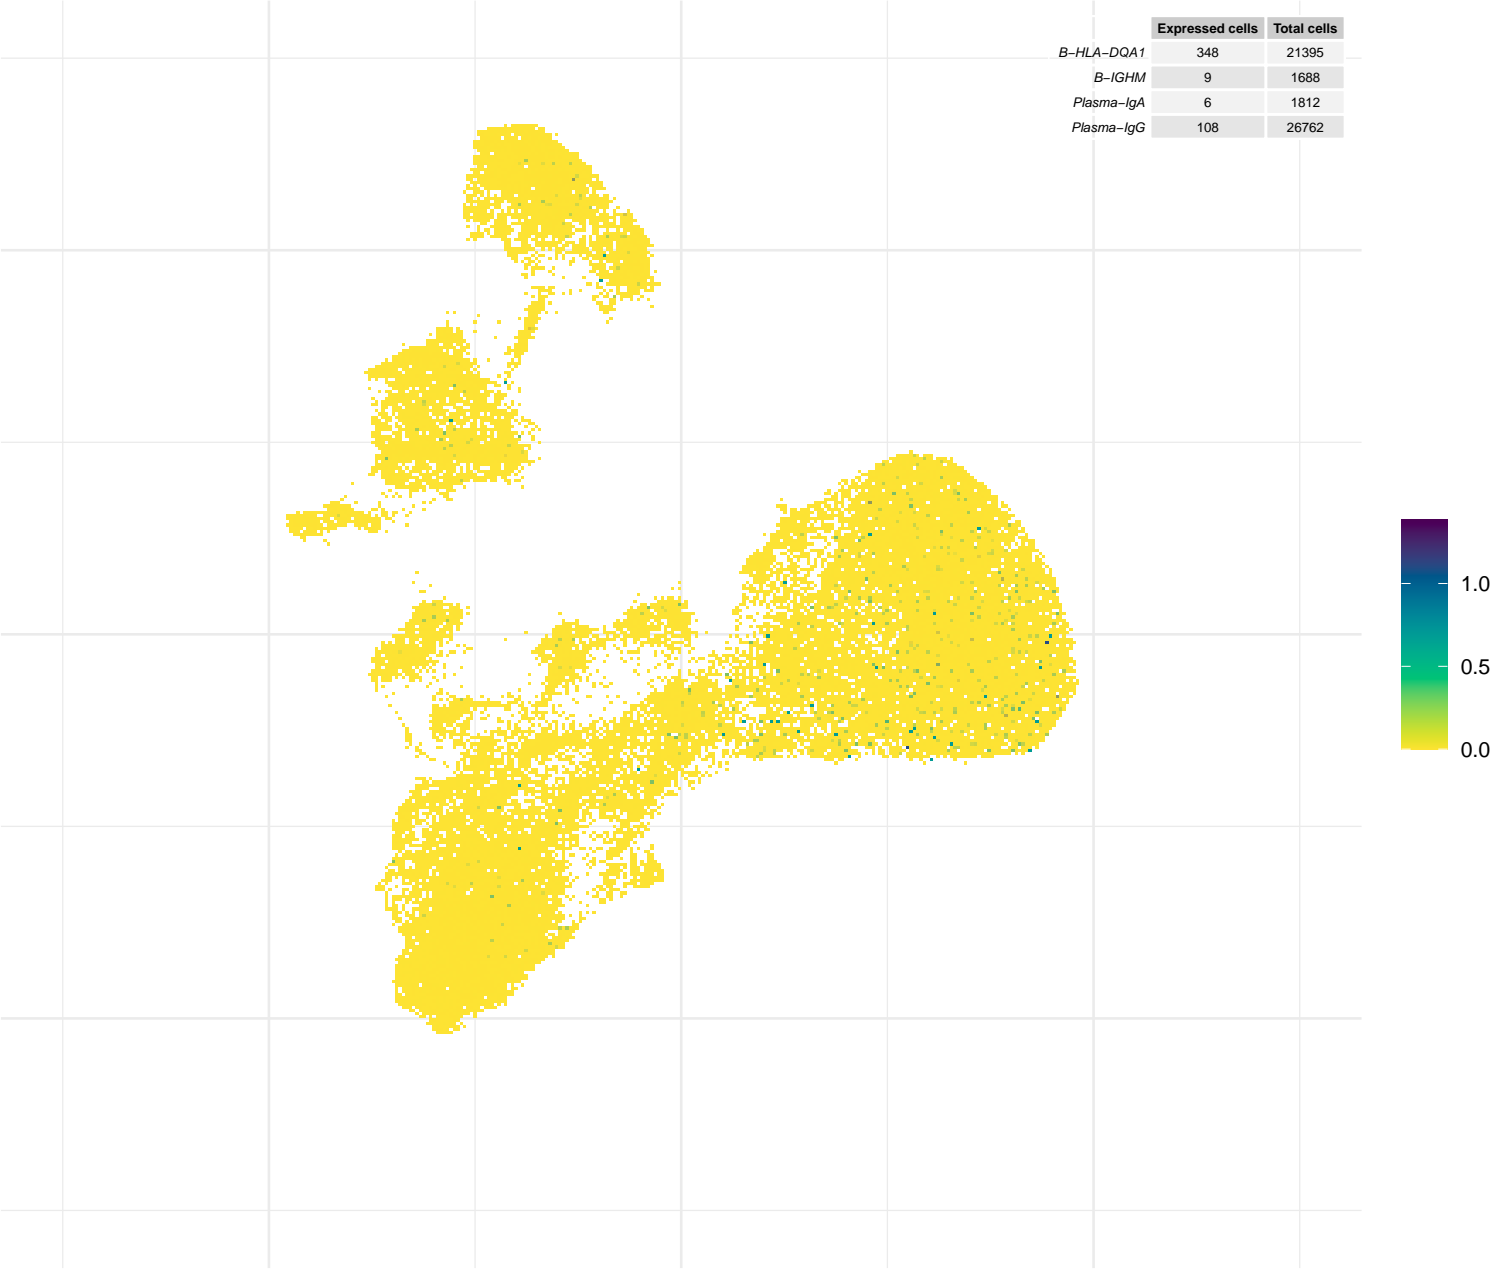 Expressed cells Total cells
B−HLA−DQA1 348 21395
B−IGHM 9 1688
Plasma−IgA 6 1812
Plasma−IgG 108 26762
1.0
0.5
0.0